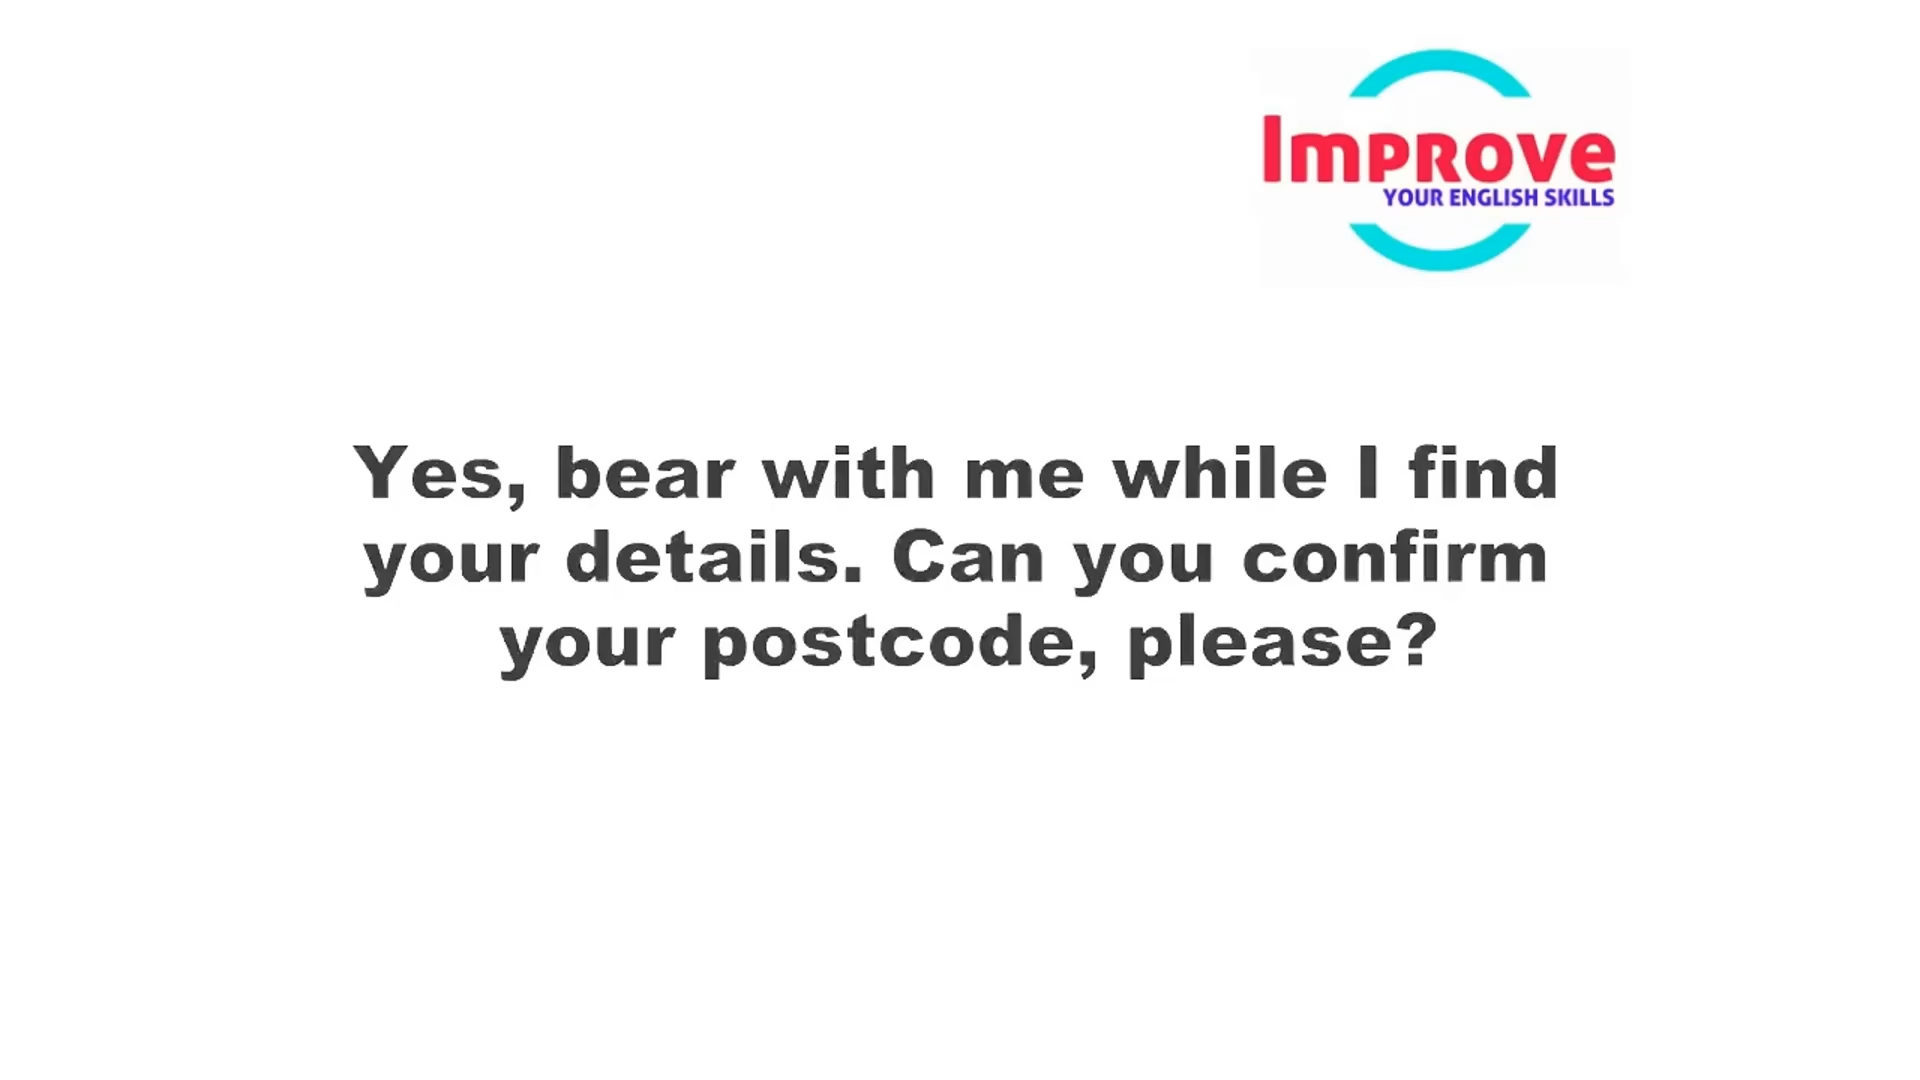 Improve
YOUR ENGLISH SKILLS
Yes, bear with me while I find
your details. Can you confirm
your postcode, please?